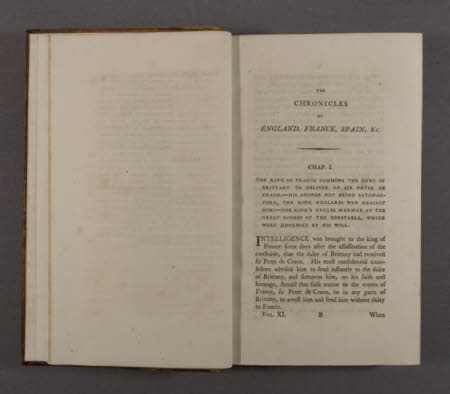 THE
CHRONICLES
OF
ENGLAND, FRANCE, SPAIN, &c.
CHAP. I.
THE KING OF FRANCE SUMMONS THE DUKE OF
BRITTANY TO DELIVER UP SIR PETER DE
CRAON.—HIS ANSWER NOT BEING SATISFAC-
TORY, THE KING DECLARES WAR AGAINST
HIM.—THE KING'S UNCLES MURMUR AT THE
GREAT RICHES OF THE CONSTABLE, WHICH
WERE DISCLOSED BY HIS WILL.
INTELLIGENCE was brought to the king of
France some days after the assassination of the
constable, that the duke of Brittany had received
sir Peter de Craon. His most confidential coun-
sellors advised him to send instantly to the duke
of Brittany, and summon him, on his faith and
homage, should that false traitor to the crown of
France, sir Peter de Craon, be in any parts of
Brittany, to arrest him and send him without delay
to France.
VOL. XI. B When